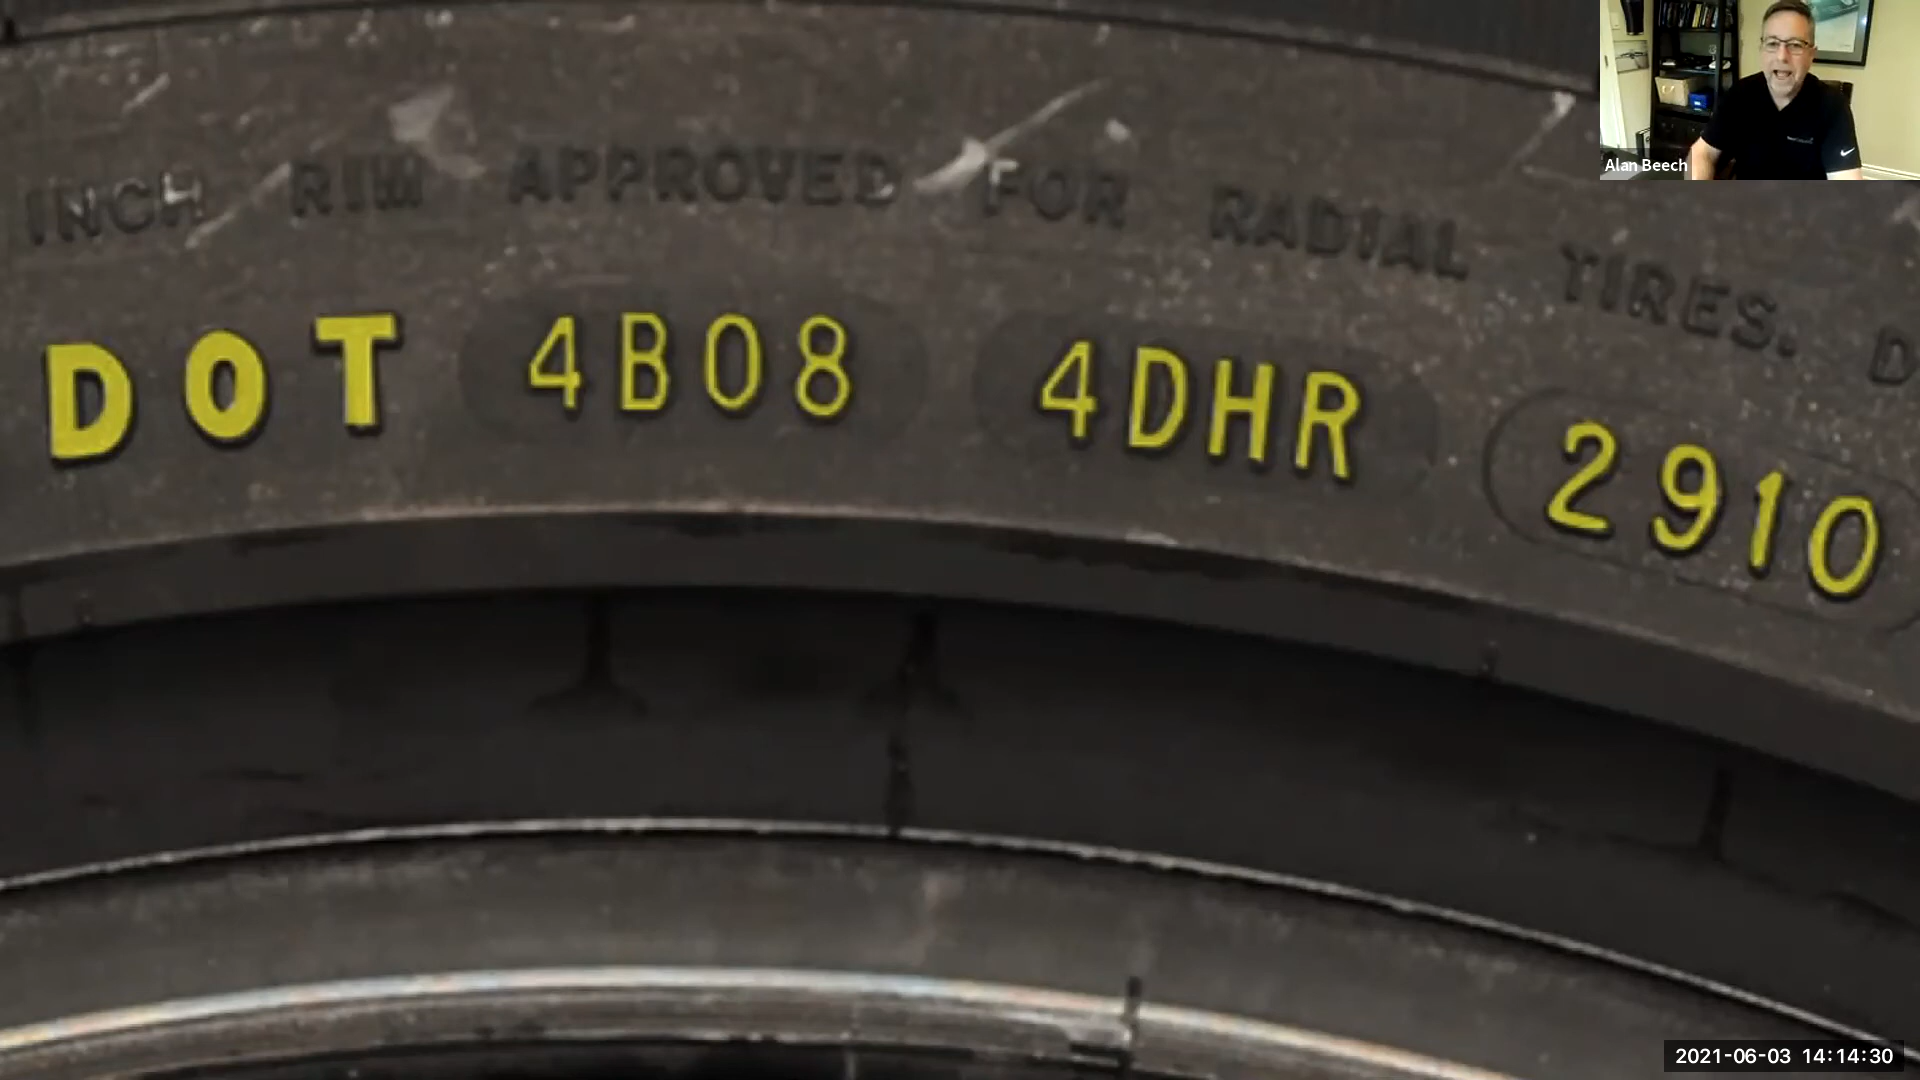 Alan Beech
INCH RIM APPROVED FOR RADIAL TIRES. D
DOT 4B08 4DHR 2910
2021-06-03 14:14:30